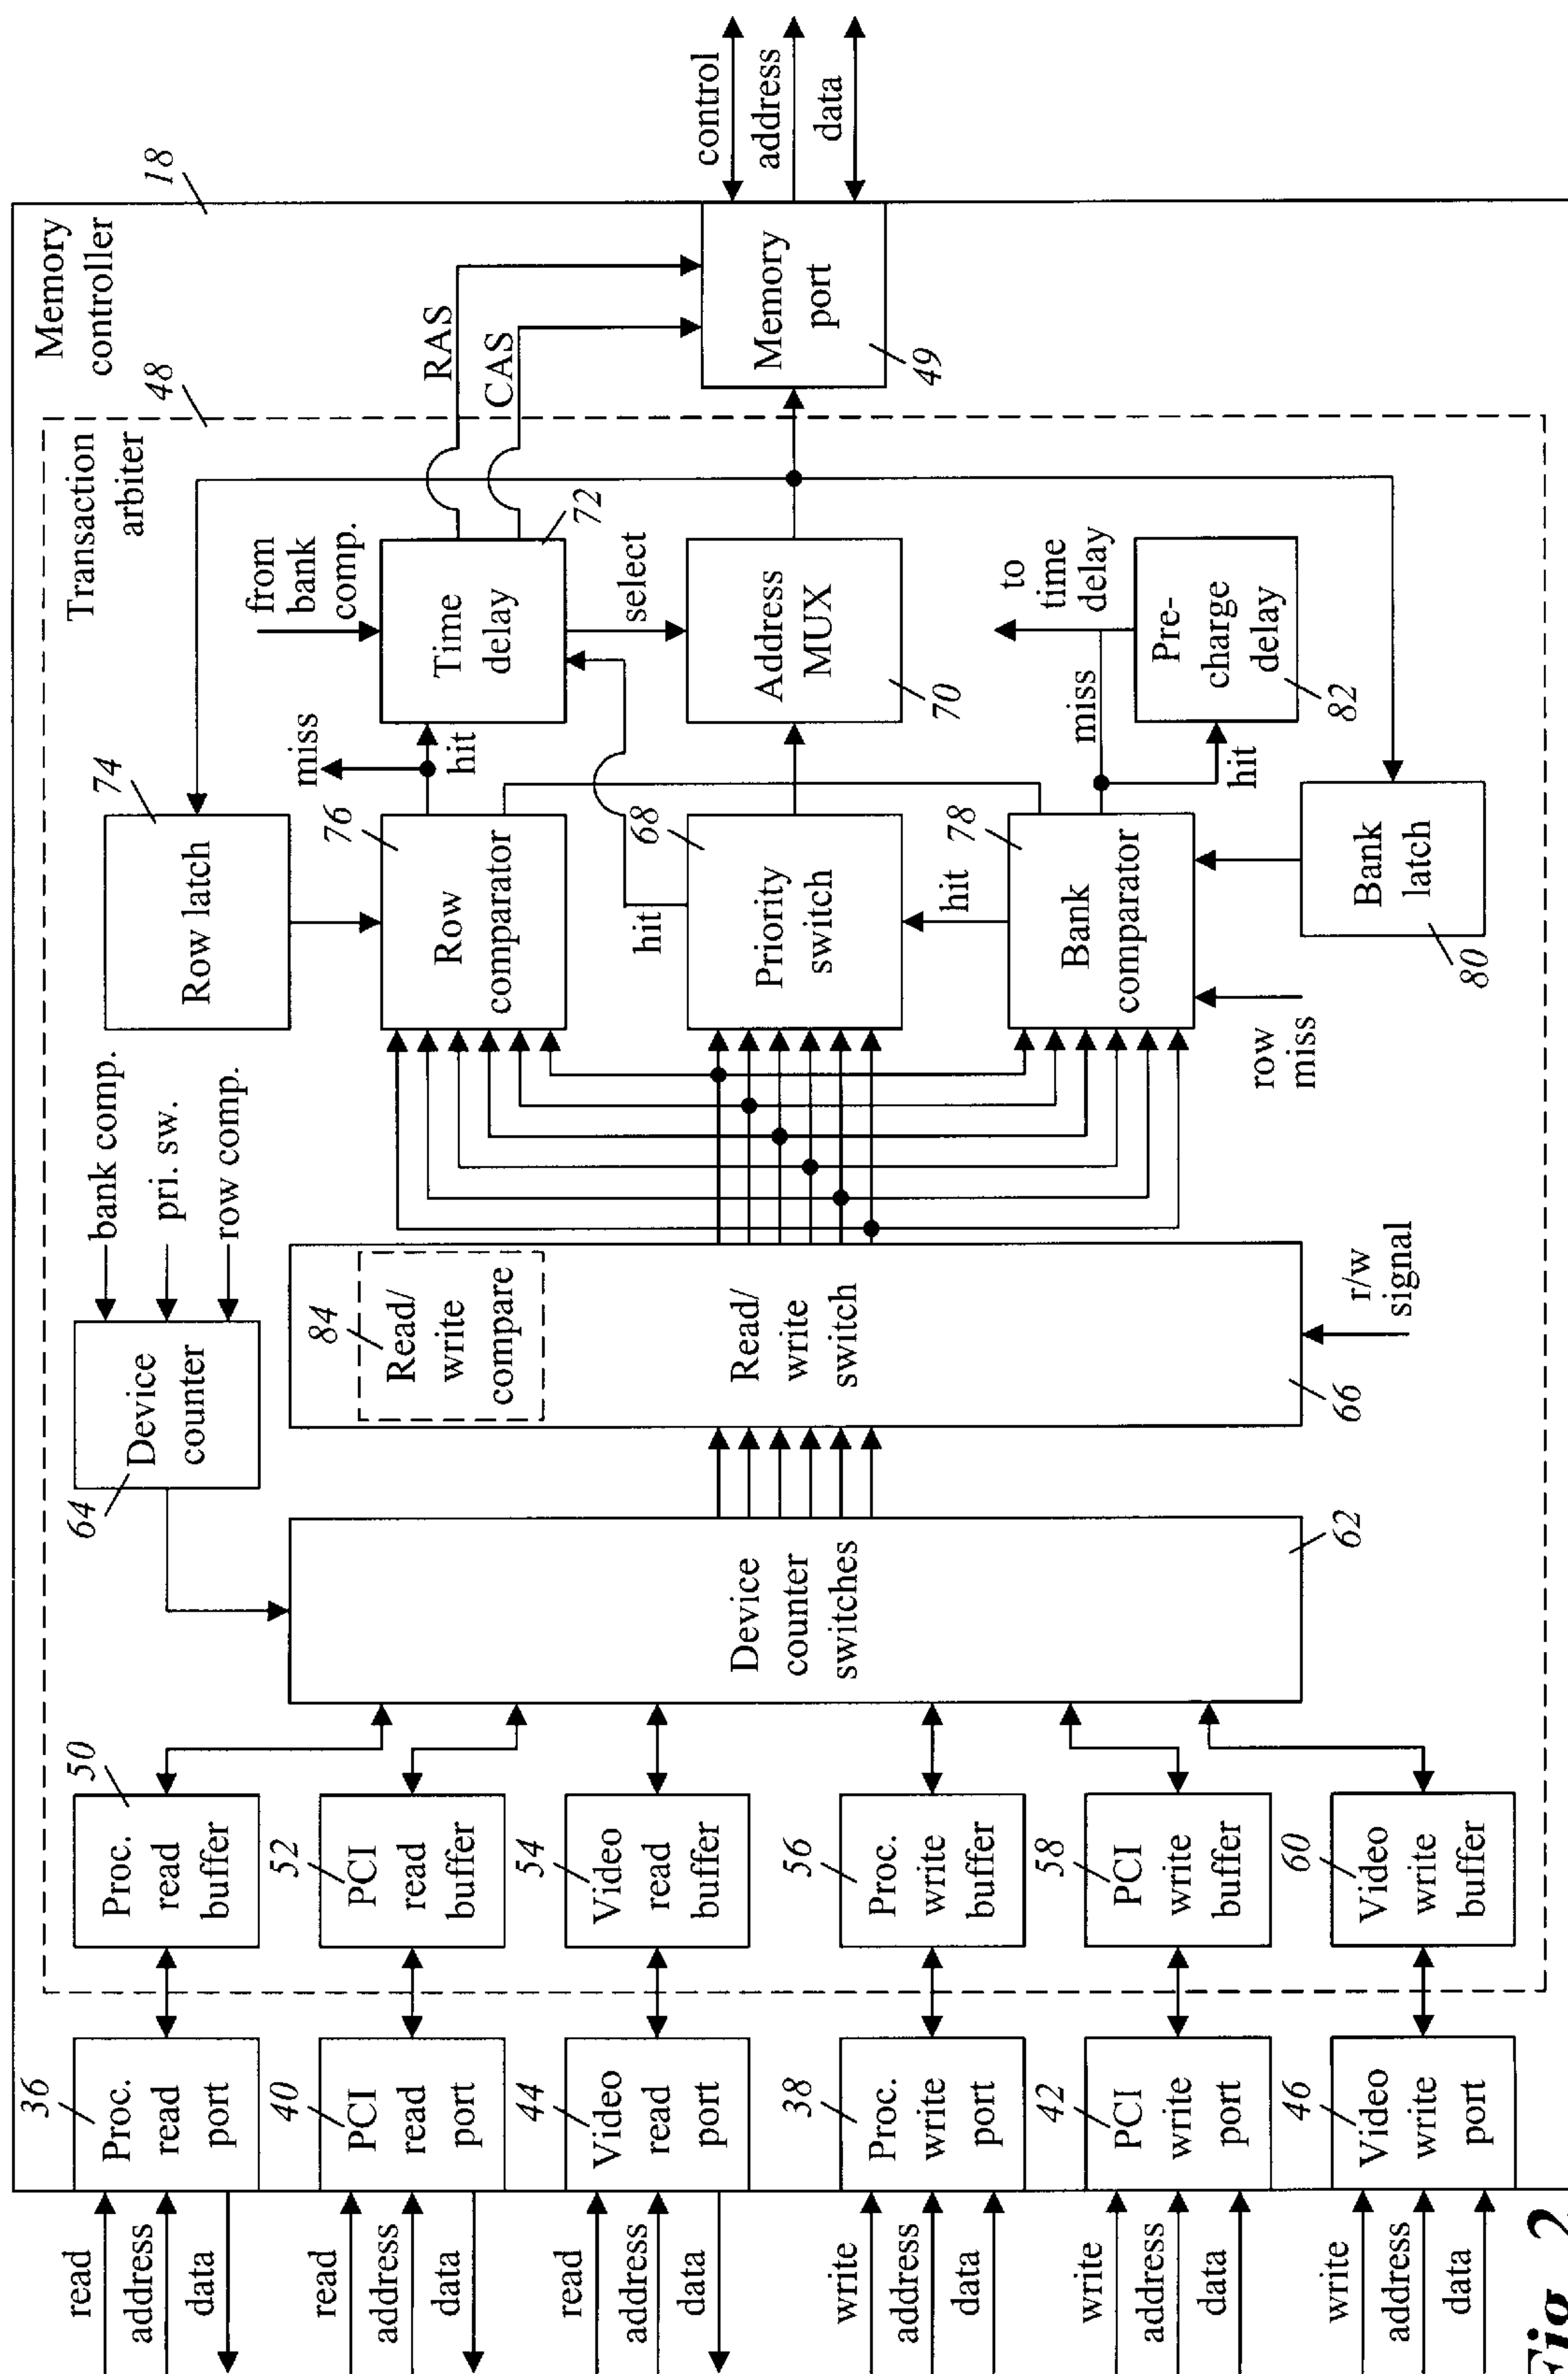 Memory
controller
18
Transaction
arbiter
48
read
address
data
36
Proc.
read
port
50
Proc.
read
buffer
read
address
data
40
PCI
read
port
52
PCI
read
buffer
read
address
data
44
Video
read
port
54
Video
read
buffer
write
address
data
38
Proc.
write
port
56
Proc.
write
buffer
write
address
data
42
PCI
write
port
58
PCI
write
buffer
write
address
data
46
Video
write
port
60
Video
write
buffer
64
Device
counter
bank comp.
pri. sw.
row comp.
Device
counter
switches
62
84
Read/
write
compare
Read/
write
switch
66
r/w
signal
74
Row latch
76
Row
comparator
miss
hit
from
bank
comp.
Time
delay
72
RAS
CAS
select
hit
68
Priority
switch
Address
MUX
70
hit
78
Bank
comparator
row
miss
miss
hit
to
time
delay
Pre-
charge
delay
82
Bank
latch
80
Memory
port
49
control
address
data
Fig. 2